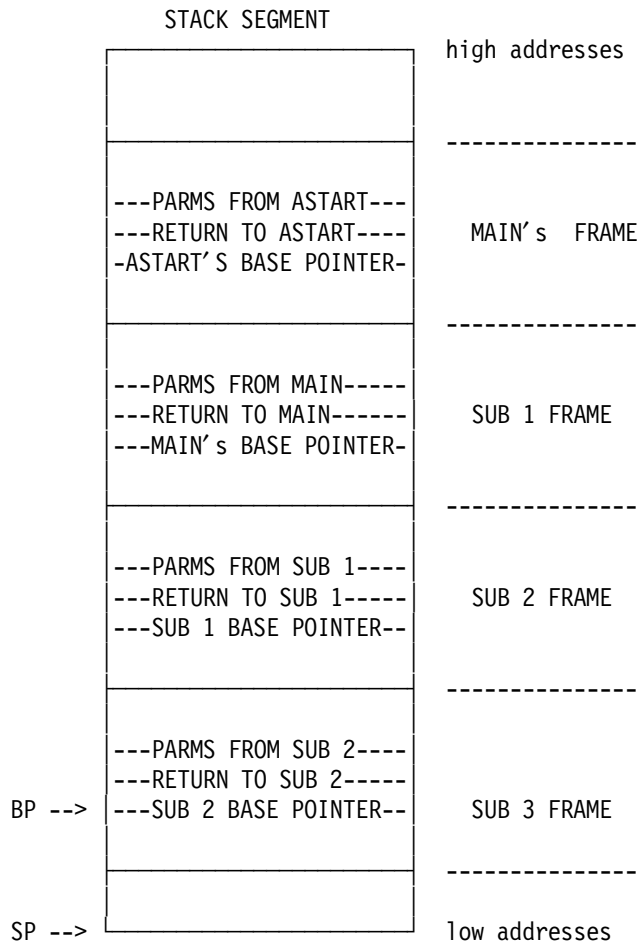 STACK SEGMENT
high addresses
---------------
---PARMS FROM ASTART---
---RETURN TO ASTART---- MAIN′s FRAME
-ASTART′S BASE POINTER-
---------------
---PARMS FROM MAIN-----
---RETURN TO MAIN------ SUB 1 FRAME
---MAIN′s BASE POINTER-
---------------
---PARMS FROM SUB 1----
---RETURN TO SUB 1----- SUB 2 FRAME
---SUB 1 BASE POINTER--
---------------
---PARMS FROM SUB 2----
---RETURN TO SUB 2-----
BP --> ---SUB 2 BASE POINTER-- SUB 3 FRAME
---------------
SP --> low addresses